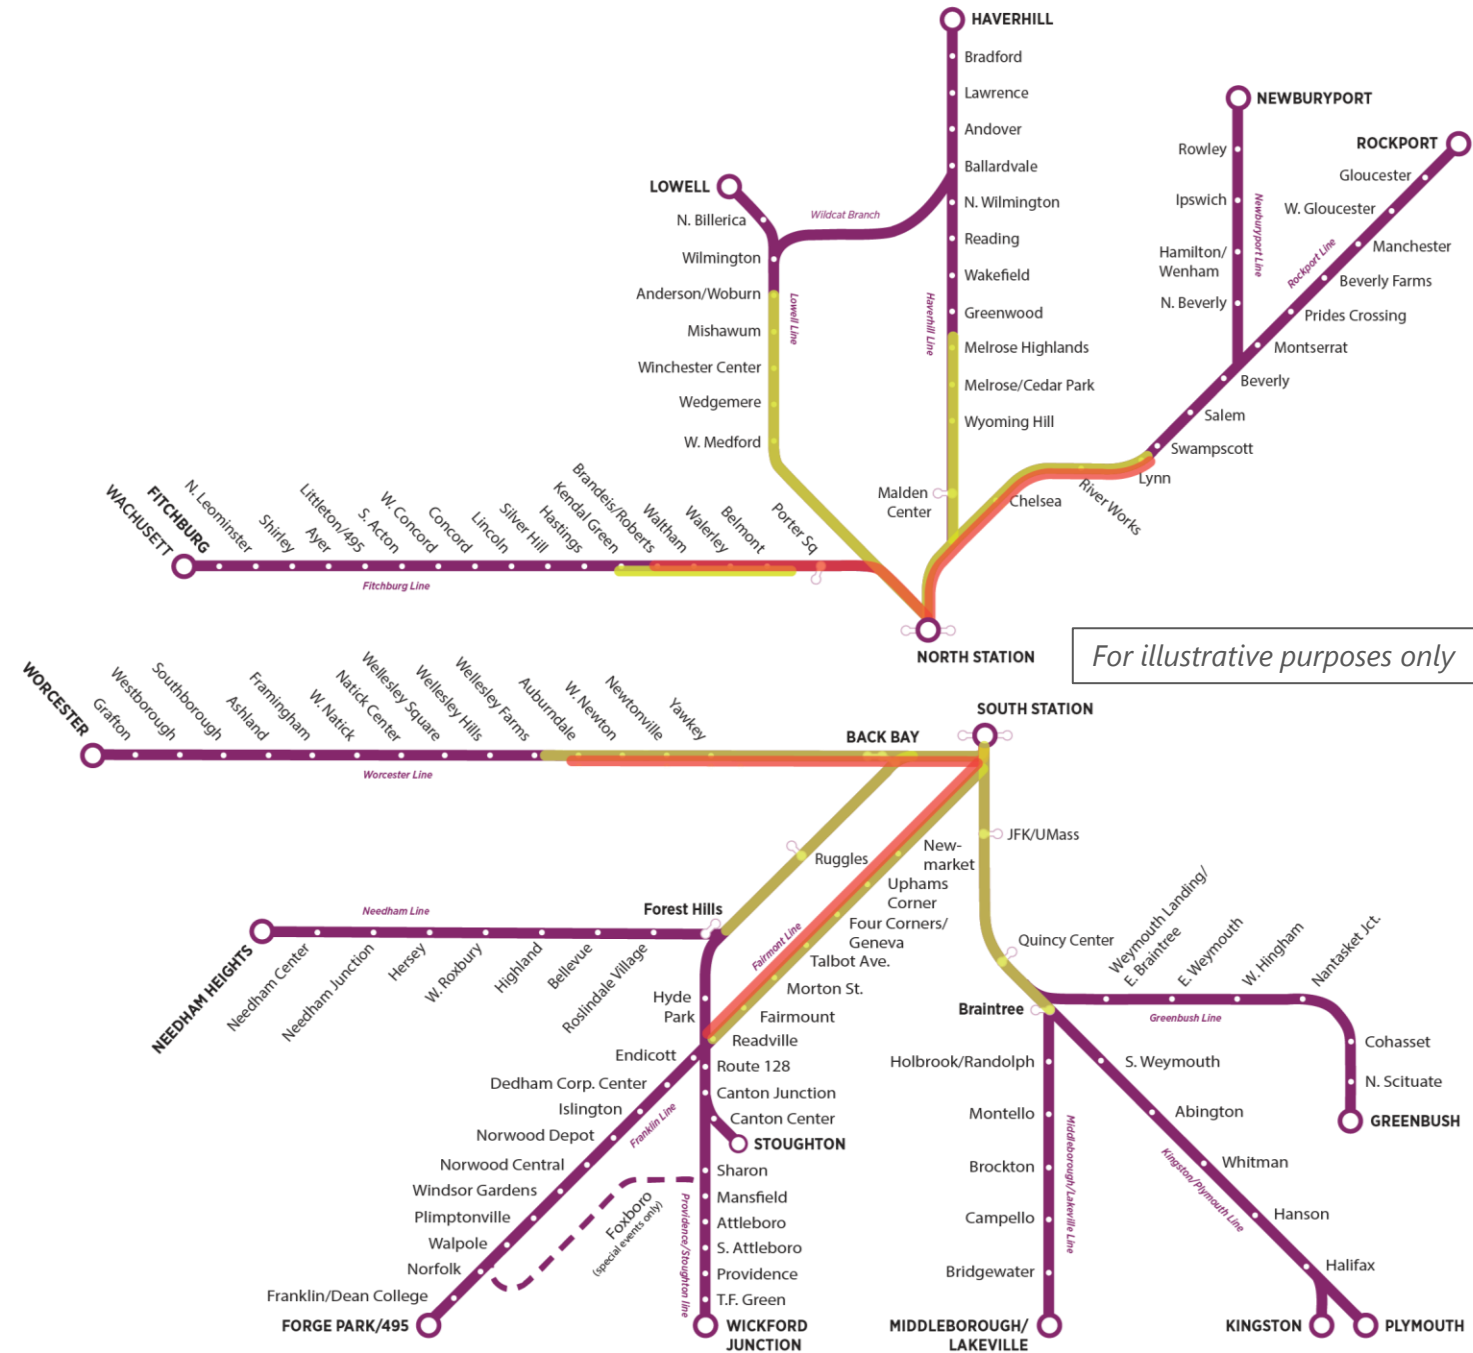 HAVERHILL
Bradford
Lawrence
Andover
Ballardvale
N. Wilmington
Reading
Wakefield
Greenwood
Melrose Highlands
Melrose/Cedar Park
Wyoming Hill
Malden
Center
Haverhill Line
NEWBURYPORT
Rowley
Ipswich
Hamilton/
Wenham
N. Beverly
Newburyport Line
ROCKPORT
Gloucester
W. Gloucester
Manchester
Beverly Farms
Prides Crossing
Montserrat
Beverly
Salem
Swampscott
Lynn
River Works
Chelsea
Rockport Line
LOWELL
N. Billerica
Wilmington
Anderson/Woburn
Mishawum
Winchester Center
Wedgemere
W. Medford
Lowell Line
Wildcat Branch
WACHUSETT
FITCHBURG
N. Leominster
Shirley
Ayer
Littleton/495
S. Acton
W. Concord
Concord
Lincoln
Silver Hill
Hastings
Kendal Green
Brandeis/Roberts
Waltham
Walerley
Belmont
Porter Sq
Fitchburg Line
NORTH STATION
For illustrative purposes only
WORCESTER
Grafton
Westborough
Southborough
Ashland
Framingham
W. Natick
Natick Center
Wellesley Square
Wellesley Hills
Wellesley Farms
Auburndale
W. Newton
Newtonville
Yawkey
BACK BAY
SOUTH STATION
Worcester Line
Ruggles
New-
market
Uphams
Corner
Four Corners/
Geneva
Talbot Ave.
Morton St.
Fairmount
Readville
Fairmont Line
JFK/UMass
Quincy Center
Braintree
Forest Hills
Needham Line
NEEDHAM HEIGHTS
Needham Center
Needham Junction
Hersey
W. Roxbury
Highland
Bellevue
Roslindale Village
Hyde
Park
Weymouth Landing/
E. Braintree
E. Weymouth
W. Hingham
Nantasket Jct.
Greenbush Line
Cohasset
N. Scituate
GREENBUSH
Endicott
Dedham Corp. Center
Islington
Norwood Depot
Norwood Central
Windsor Gardens
Plimptonville
Walpole
Norfolk
Franklin/Dean College
FORGE PARK/495
Franklin Line
Foxboro
(special events only)
Route 128
Canton Junction
Canton Center
STOUGHTON
Sharon
Mansfield
Attleboro
S. Attleboro
Providence
T.F. Green
WICKFORD
JUNCTION
Providence/Stoughton line
Holbrook/Randolph
Montello
Brockton
Campello
Bridgewater
MIDDLEBOROUGH/
LAKEVILLE
Middleborough/Lakeville Line
S. Weymouth
Abington
Whitman
Hanson
Halifax
KINGSTON
PLYMOUTH
Kingston/Plymouth Line